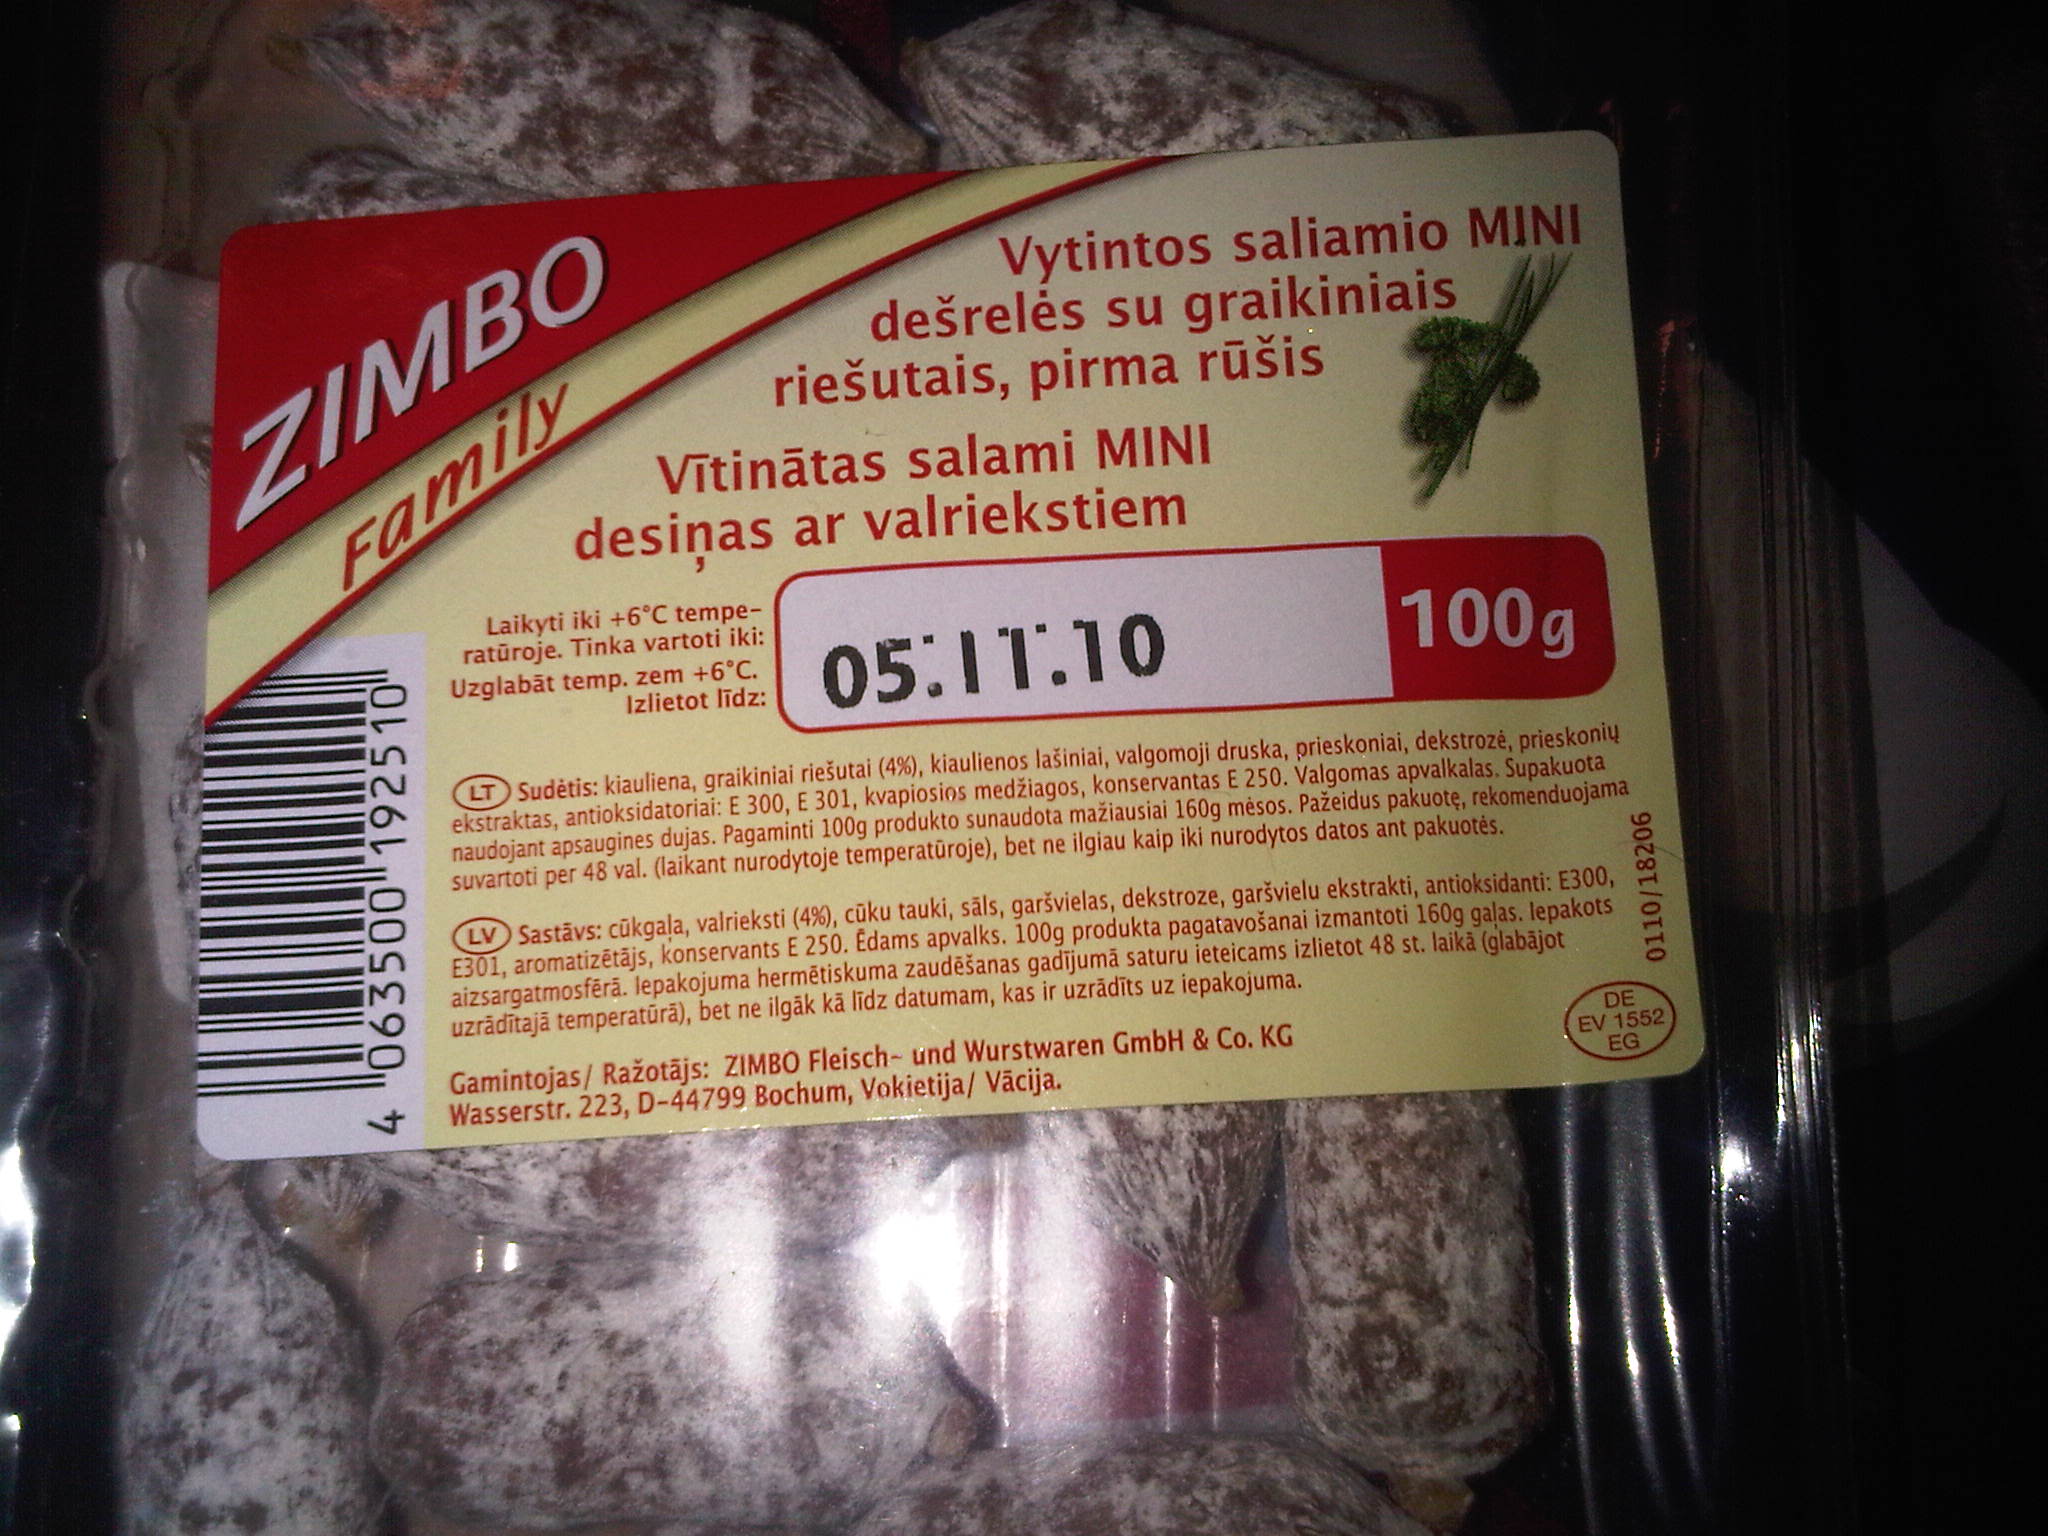 ZIMBO
Family
Vytintos saliamio MINI
dešrelės su graikiniais
riešutais, pirma rūšis
Vītinātas salami MINI
desiņas ar valriekstiem
Laikyti iki +6°C tempe-
ratūroje. Tinka vartoti iki:
Uzglabāt temp. zem +6°C.
Izlietot līdz:
05.11.10
100g
LT Sudėtis: kiauliena, graikiniai riešutai (4%), kiaulienos lašiniai, valgomoji druska, prieskoniai, dekstrozė, prieskonių
ekstraktas, antioksidatoriai: E 300, E 301, kvapiosios medžiagos, konservantas E 250. Valgomas apvalkalas. Supakuota
naudojant apsaugines dujas. Pagaminti 100g produkto sunaudota mažiausiai 160g mėsos. Pažeidus pakuotę, rekomenduojama
suvartoti per 48 val. (laikant nurodytoje temperatūroje), bet ne ilgiau kaip iki nurodytos datos ant pakuotės.
LV Sastāvs: cūkgaļa, valrieksti (4%), cūku tauki, sāls, garšvielas, dekstroze, garšvielu ekstrakti, antioksidanti: E300,
E301, aromatizētājs, konservants E 250. Ēdams apvalks. 100g produkta pagatavošanai izmantoti 160g gaļas. Iepakots
aizsargatmosfērā. Iepakojuma hermētiskuma zaudēšanas gadījumā saturu ieteicams izlietot 48 st. laikā (glabājot
uzrādītajā temperatūrā), bet ne ilgāk kā līdz datumam, kas ir uzrādīts uz iepakojuma.
Gamintojas/ Ražotājs: ZIMBO Fleisch- und Wurstwaren GmbH & Co. KG
Wasserstr. 223, D-44799 Bochum, Vokietija/ Vācija.
0110/18206
DE
EV 1552
EG
4 063500 192510